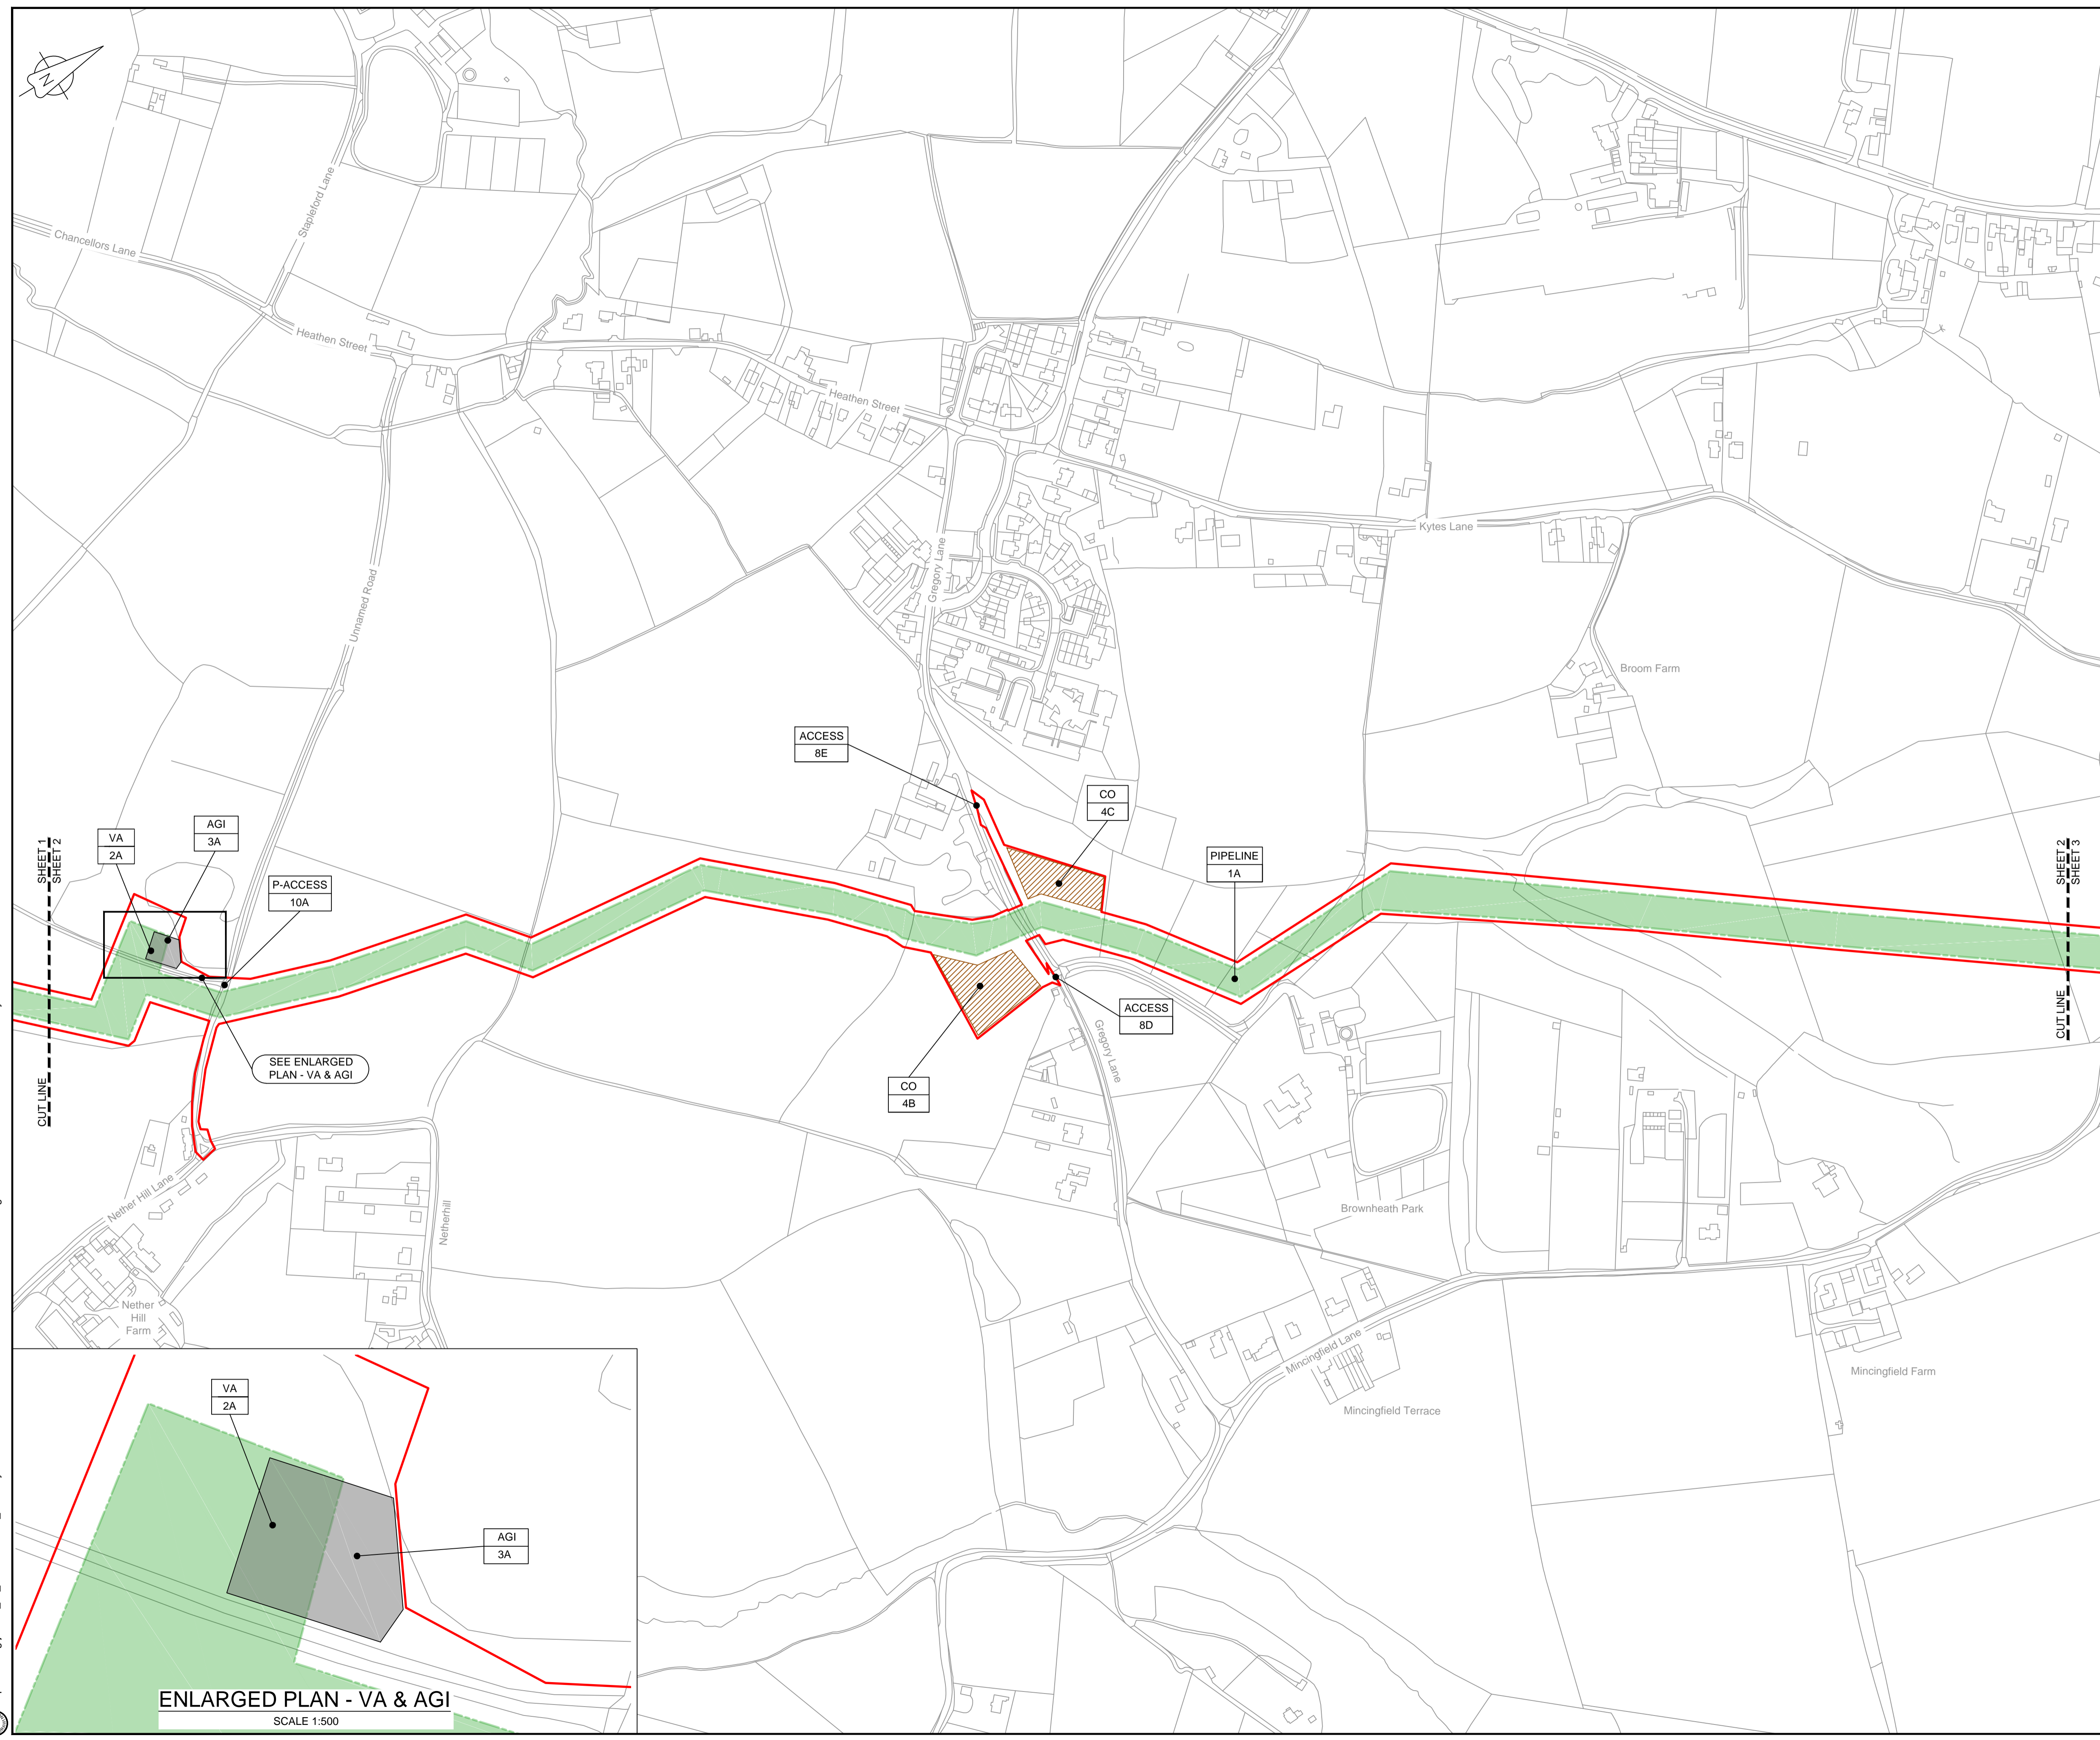 N
Stapleford Lane
Chancellors Lane
Heathen Street
Heathen Street
Kytes Lane
Gregory Lane
Unnamed Road
Broom Farm
ACCESS
8E
CO
4C
SHEET 1
SHEET 2
VA
2A
AGI
3A
P-ACCESS
10A
PIPELINE
1A
SHEET 2
SHEET 3
ACCESS
8D
CUT LINE
SEE ENLARGED
PLAN - VA & AGI
CO
4B
Gregory Lane
CUT LINE
Nether Hill Lane
Netherhill
Brownheath Park
Nether
Hill
Farm
Mincingfield Lane
Mincingfield Farm
Mincingfield Terrace
VA
2A
AGI
3A
ENLARGED PLAN - VA & AGI
SCALE 1:500